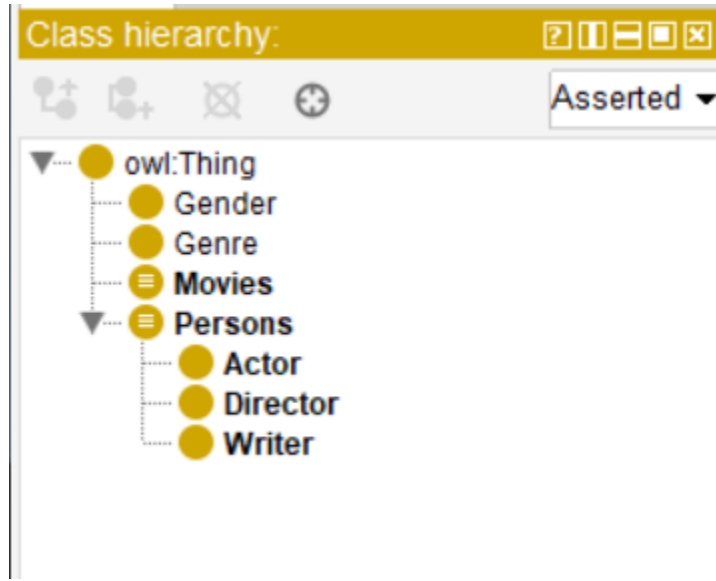 Class hierarchy:
Asserted
owl:Thing
Gender
Genre
Movies
Persons
Actor
Director
Writer